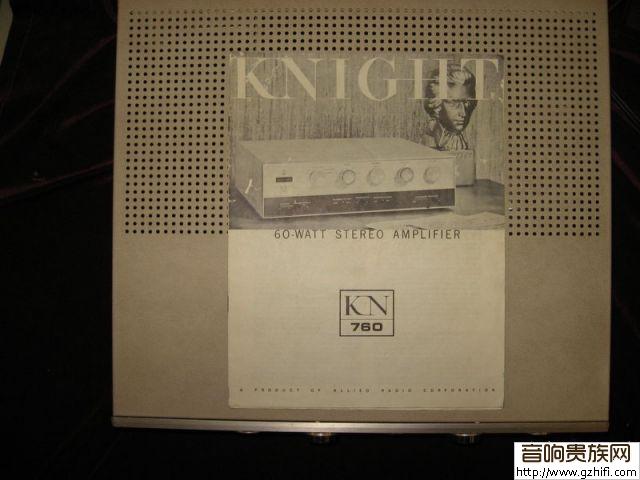 KNIGHT
60-WATT STEREO AMPLIFIER
KN
760
A PRODUCT OF ALLIED RADIO CORPORATION
音响贵族网
http://www.gzhifi.com